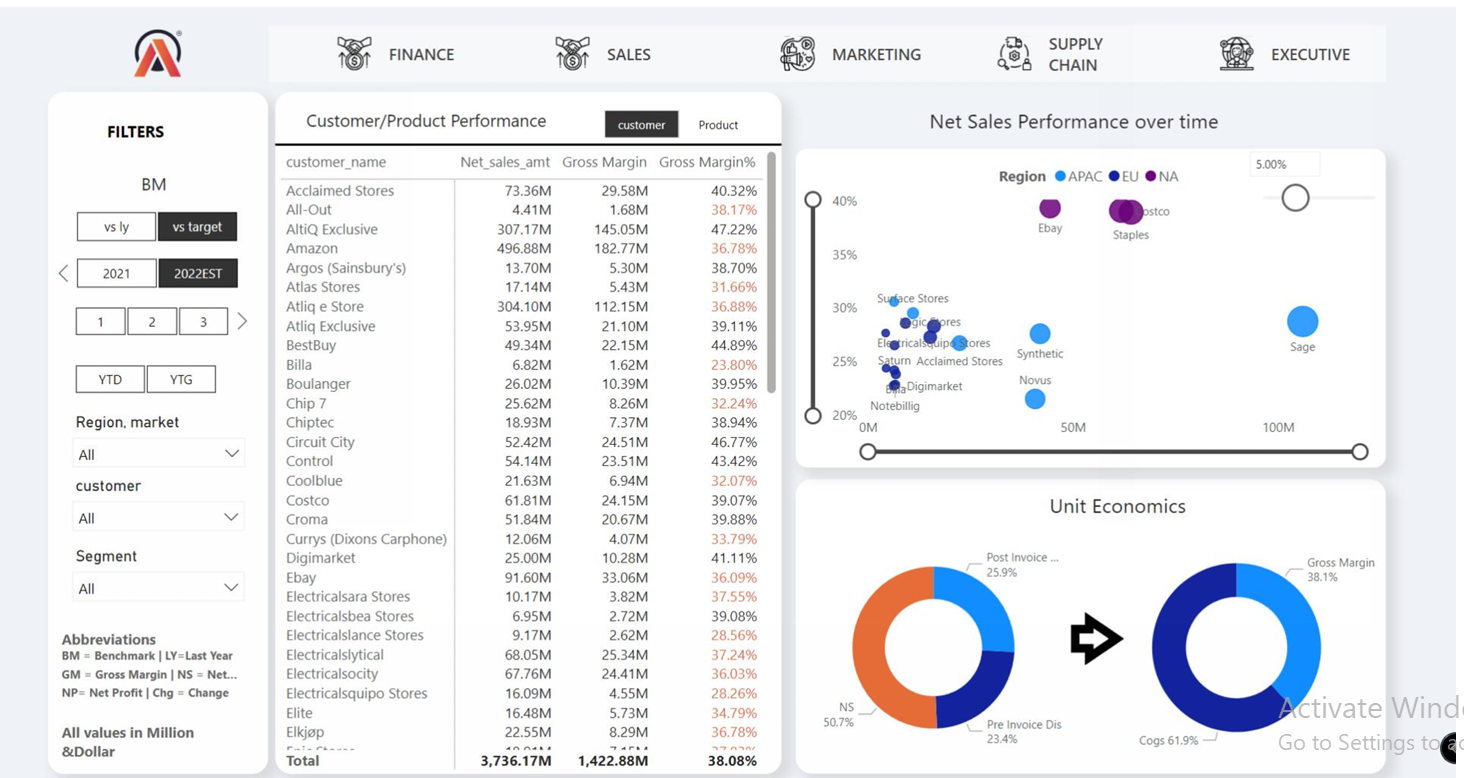 FINANCE
SALES
MARKETING
SUPPLY
CHAIN
EXECUTIVE
FILTERS
BM
vs ly
vs target
2021
2022EST
1
2
3
YTD
YTG
Region, market
All
customer
All
Segment
All
Abbreviations
BM = Benchmark | LY=Last Year
GM = Gross Margin | NS = Net...
NP= Net Profit | Chg = Change
All values in Million
&Dollar
Customer/Product Performance
customer
Product
customer_name Net_sales_amt Gross Margin Gross Margin%
Acclaimed Stores 73.36M 29.58M 40.32%
All-Out 4.41M 1.68M 38.17%
AltiQ Exclusive 307.17M 145.05M 47.22%
Amazon 496.88M 182.77M 36.78%
Argos (Sainsbury's) 13.70M 5.30M 38.70%
Atlas Stores 17.14M 5.43M 31.66%
Atliq e Store 304.10M 112.15M 36.88%
Atliq Exclusive 53.95M 21.10M 39.11%
BestBuy 49.34M 22.15M 44.89%
Billa 6.82M 1.62M 23.80%
Boulanger 26.02M 10.39M 39.95%
Chip 7 25.62M 8.26M 32.24%
Chiptec 18.93M 7.37M 38.94%
Circuit City 52.42M 24.51M 46.77%
Control 54.14M 23.51M 43.42%
Coolblue 21.63M 6.94M 32.07%
Costco 61.81M 24.15M 39.07%
Croma 51.84M 20.67M 39.88%
Currys (Dixons Carphone) 12.06M 4.07M 33.79%
Digimarket 25.00M 10.28M 41.11%
Ebay 91.60M 33.06M 36.09%
Electricalsara Stores 10.17M 3.82M 37.55%
Electricalsbea Stores 6.95M 2.72M 39.08%
Electricalslance Stores 9.17M 2.62M 28.56%
Electricalslytical 68.05M 25.34M 37.24%
Electricalsocity 67.76M 24.41M 36.03%
Electricalsquipo Stores 16.09M 4.55M 28.26%
Elite 16.48M 5.73M 34.79%
Elkjøp 22.55M 8.29M 36.78%
Total 3,736.17M 1,422.88M 38.08%
Net Sales Performance over time
Region APAC EU NA
5.00%
40%
35%
30%
25%
20%
0M
50M
100M
Ebay
Staples
Surface Stores
Electricalsquipo Stores
Saturn
Acclaimed Stores
Digimarket
Notebillig
Synthetic
Novus
Sage
Unit Economics
Post Invoice ...
25.9%
NS
50.7%
Pre Invoice Dis
23.4%
Gross Margin
38.1%
Cogs 61.9%
Activate Wind
Go to Settings to